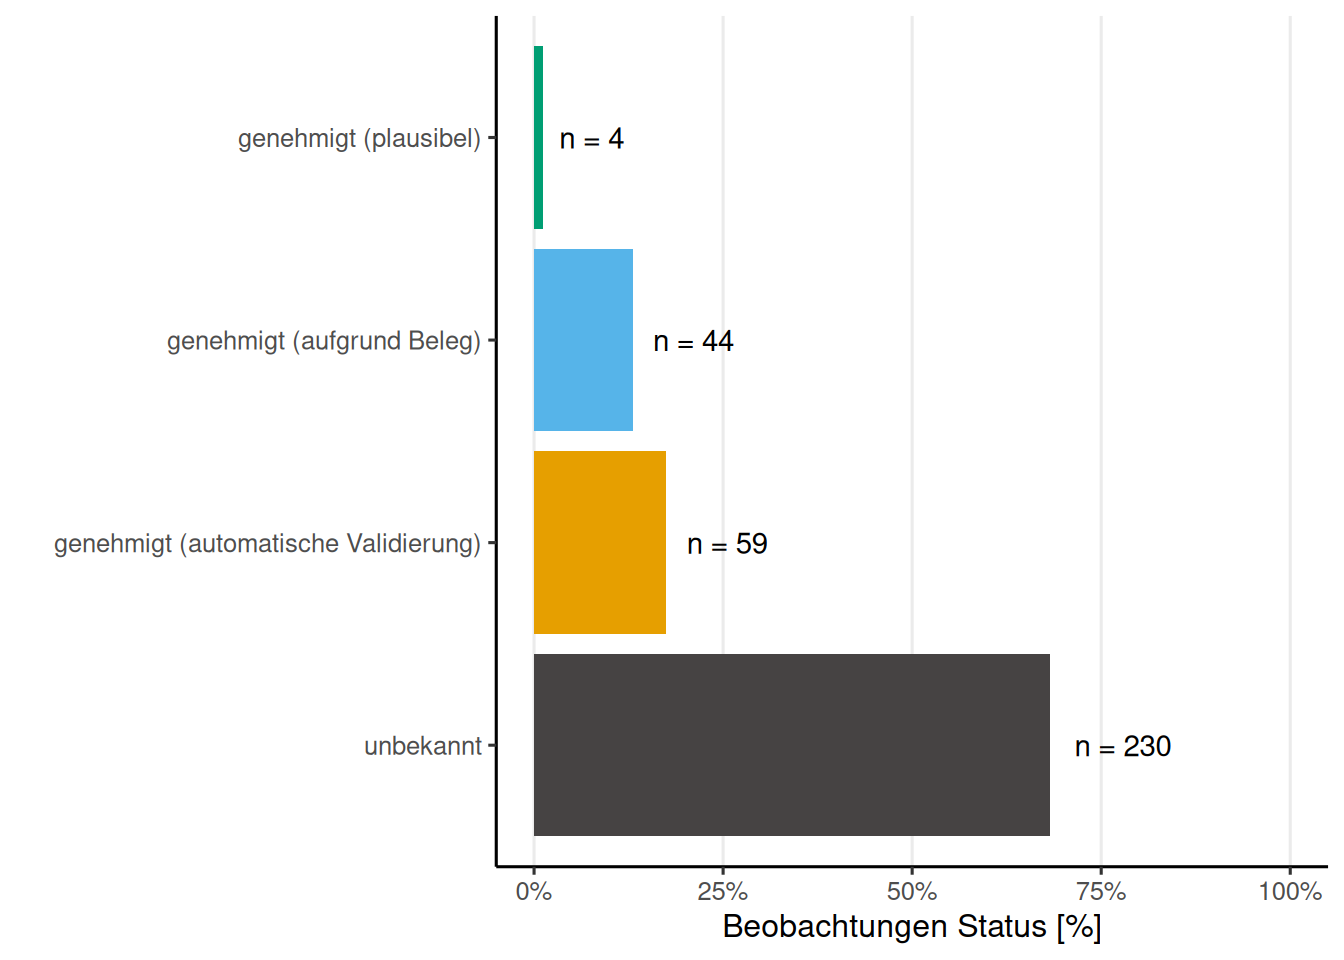 genehmigt (plausibel)
n = 4
genehmigt (aufgrund Beleg)
n = 44
genehmigt (automatische Validierung)
n = 59
unbekannt
n = 230
0% 25% 50% 75% 100%
Beobachtungen Status [%]